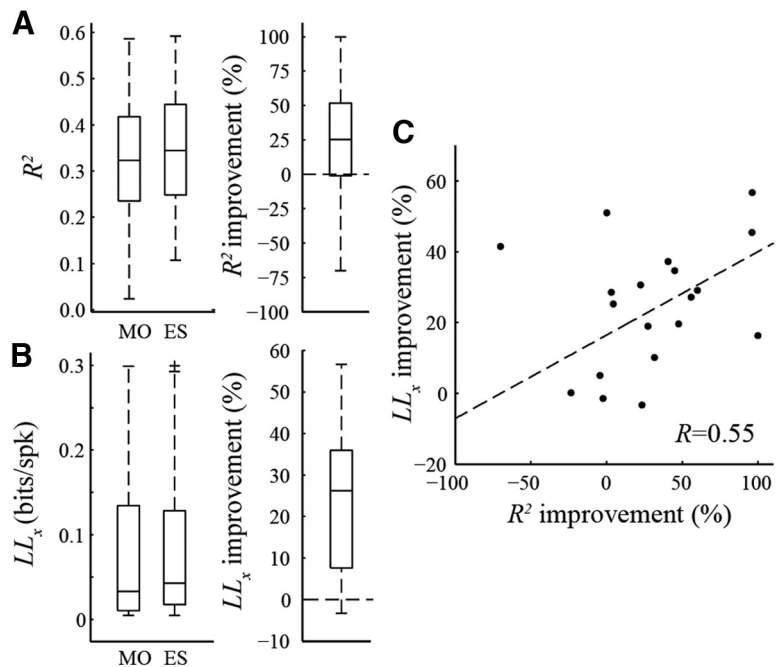 A
R²
0.6
0.5
0.4
0.3
0.2
0.1
0.0
MO ES
R² improvement (%)
100
75
50
25
0
−25
−50
−75
−100
B
LLx (bits/spk)
0.3
0.2
0.1
0
MO ES
LLx improvement (%)
60
50
40
30
20
10
0
−10
C
LLx improvement (%)
60
40
20
0
−20
R=0.55
−100 −50 0 50 100
R² improvement (%)